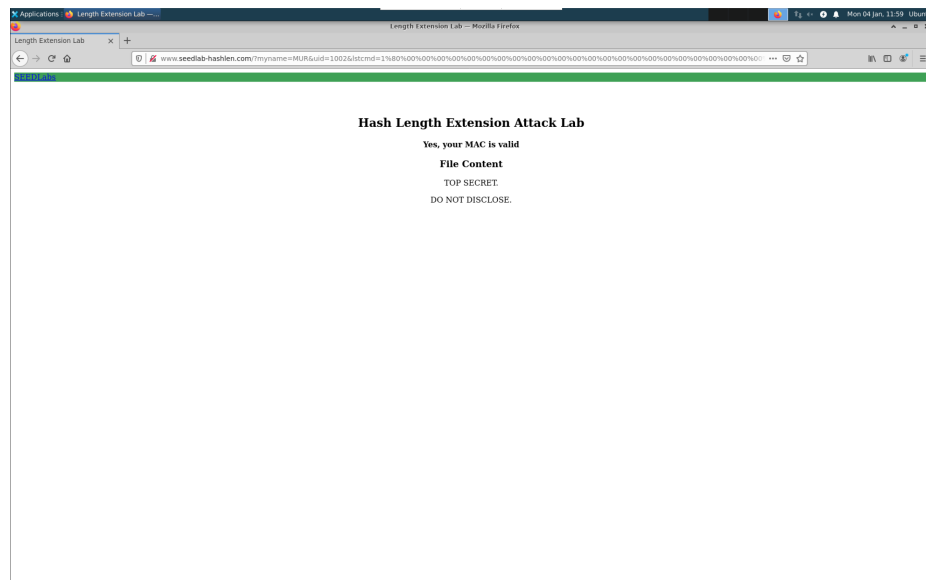 Applications Length Extension Lab —...
Mon 04 Jan, 11:59 Ubun
Length Extension Lab — Mozilla Firefox
Length Extension Lab
www.seedlab-hashlen.com/?myname=MUR&uid=1002&lstcmd=1%80%00%00%00%00%00%00%00%00%00%00%00%00%00%00%00%00%00%00%00%00%00%00%00%00%00%00
SEEDLabs
Hash Length Extension Attack Lab
Yes, your MAC is valid
File Content
TOP SECRET.
DO NOT DISCLOSE.